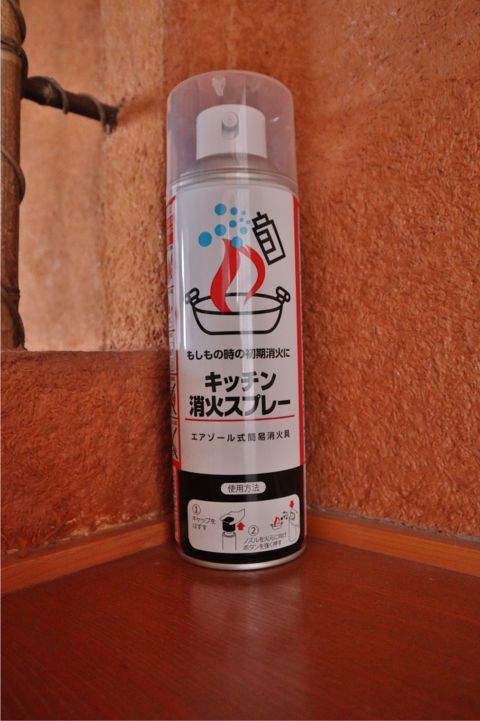 もしもの時の初期消火に
キッチン
消火スプレー
エアゾール式簡易消火具
使用方法
①
キャップを
はずす
②
ノズルを火元に向け
ボタンを強く押す